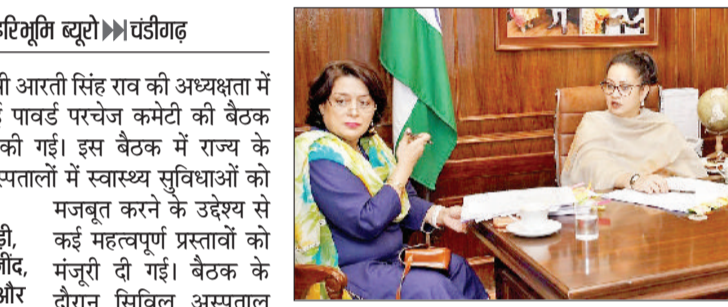 हरिभूमि ब्यूरो चंडीगढ़
आरती सिंह राव की अध्यक्षता में
पावर्ड परचेज कमेटी की बैठक
की गई। इस बैठक में राज्य के
स्पतालों में स्वास्थ्य सुविधाओं को
मजबूत करने के उद्देश्य से
कई महत्वपूर्ण प्रस्तावों को
जींद, मंजूरी दी गई। बैठक के
और दौरान सिविल अस्पताल